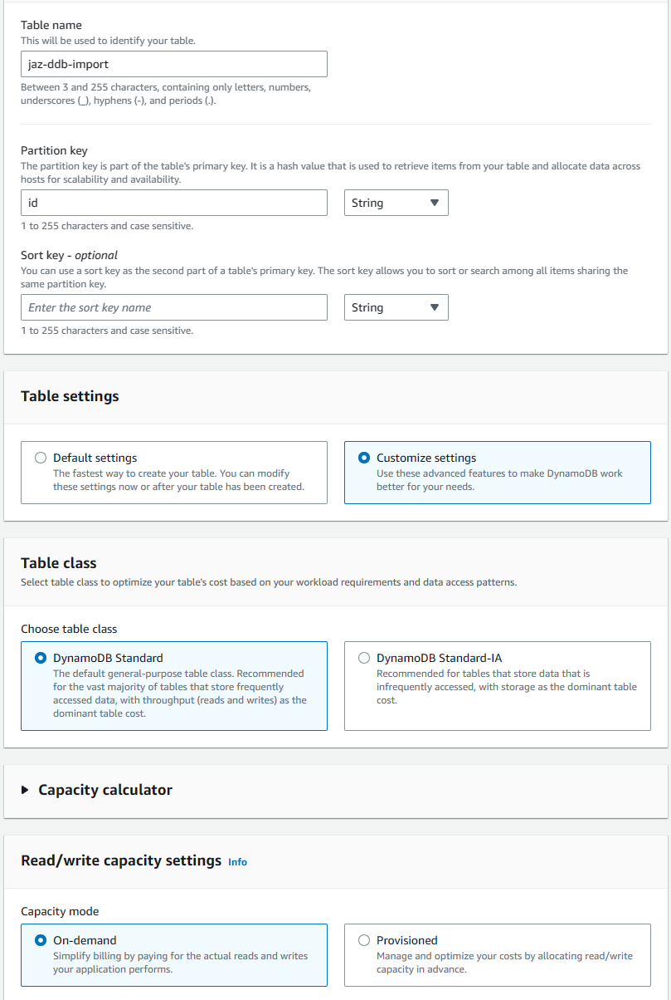 Table name
This will be used to identify your table.
jaz-ddb-import
Between 3 and 255 characters, containing only letters, numbers,
underscores (_), hyphens (-), and periods (.).
Partition key
The partition key is part of the table's primary key. It is a hash value that is used to retrieve items from your table and allocate data across
hosts for scalability and availability.
id String
1 to 255 characters and case sensitive.
Sort key - optional
You can use a sort key as the second part of a table's primary key. The sort key allows you to sort or search among all items sharing the
same partition key.
Enter the sort key name String
1 to 255 characters and case sensitive.
Table settings
Default settings
The fastest way to create your table. You can modify
these settings now or after your table has been created.
Customize settings
Use these advanced features to make DynamoDB work
better for your needs.
Table class
Select table class to optimize your table's cost based on your workload requirements and data access patterns.
Choose table class
DynamoDB Standard
The default general-purpose table class. Recommended
for the vast majority of tables that store frequently
accessed data, with throughput (reads and writes) as the
dominant table cost.
DynamoDB Standard-IA
Recommended for tables that store data that is
infrequently accessed, with storage as the dominant table
cost.
Capacity calculator
Read/write capacity settings Info
Capacity mode
On-demand
Simplify billing by paying for the actual reads and writes
your application performs.
Provisioned
Manage and optimize your costs by allocating read/write
capacity in advance.